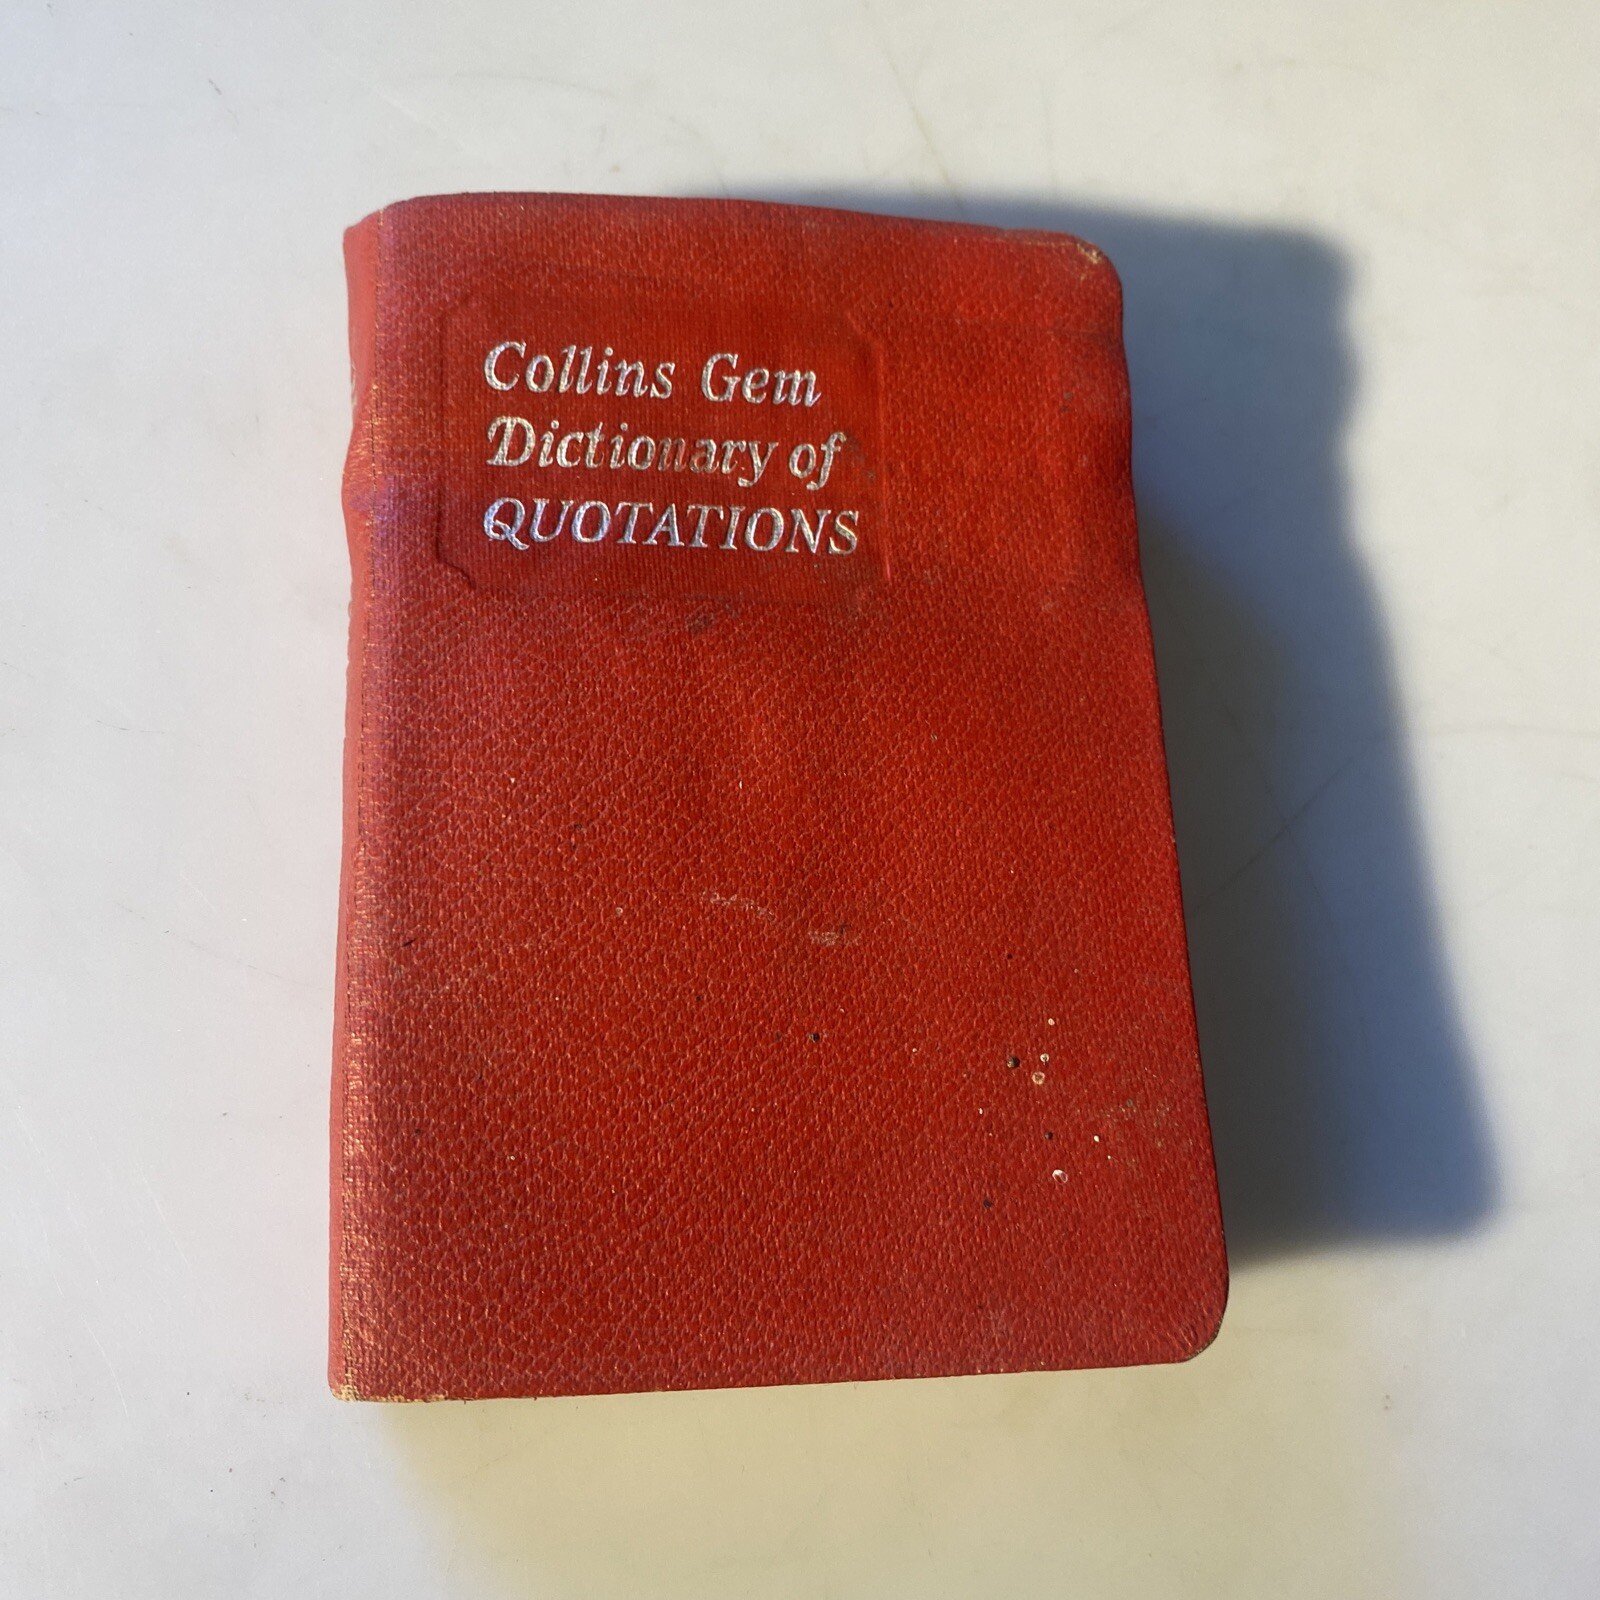 Collins Gem
Dictionary of
QUOTATIONS